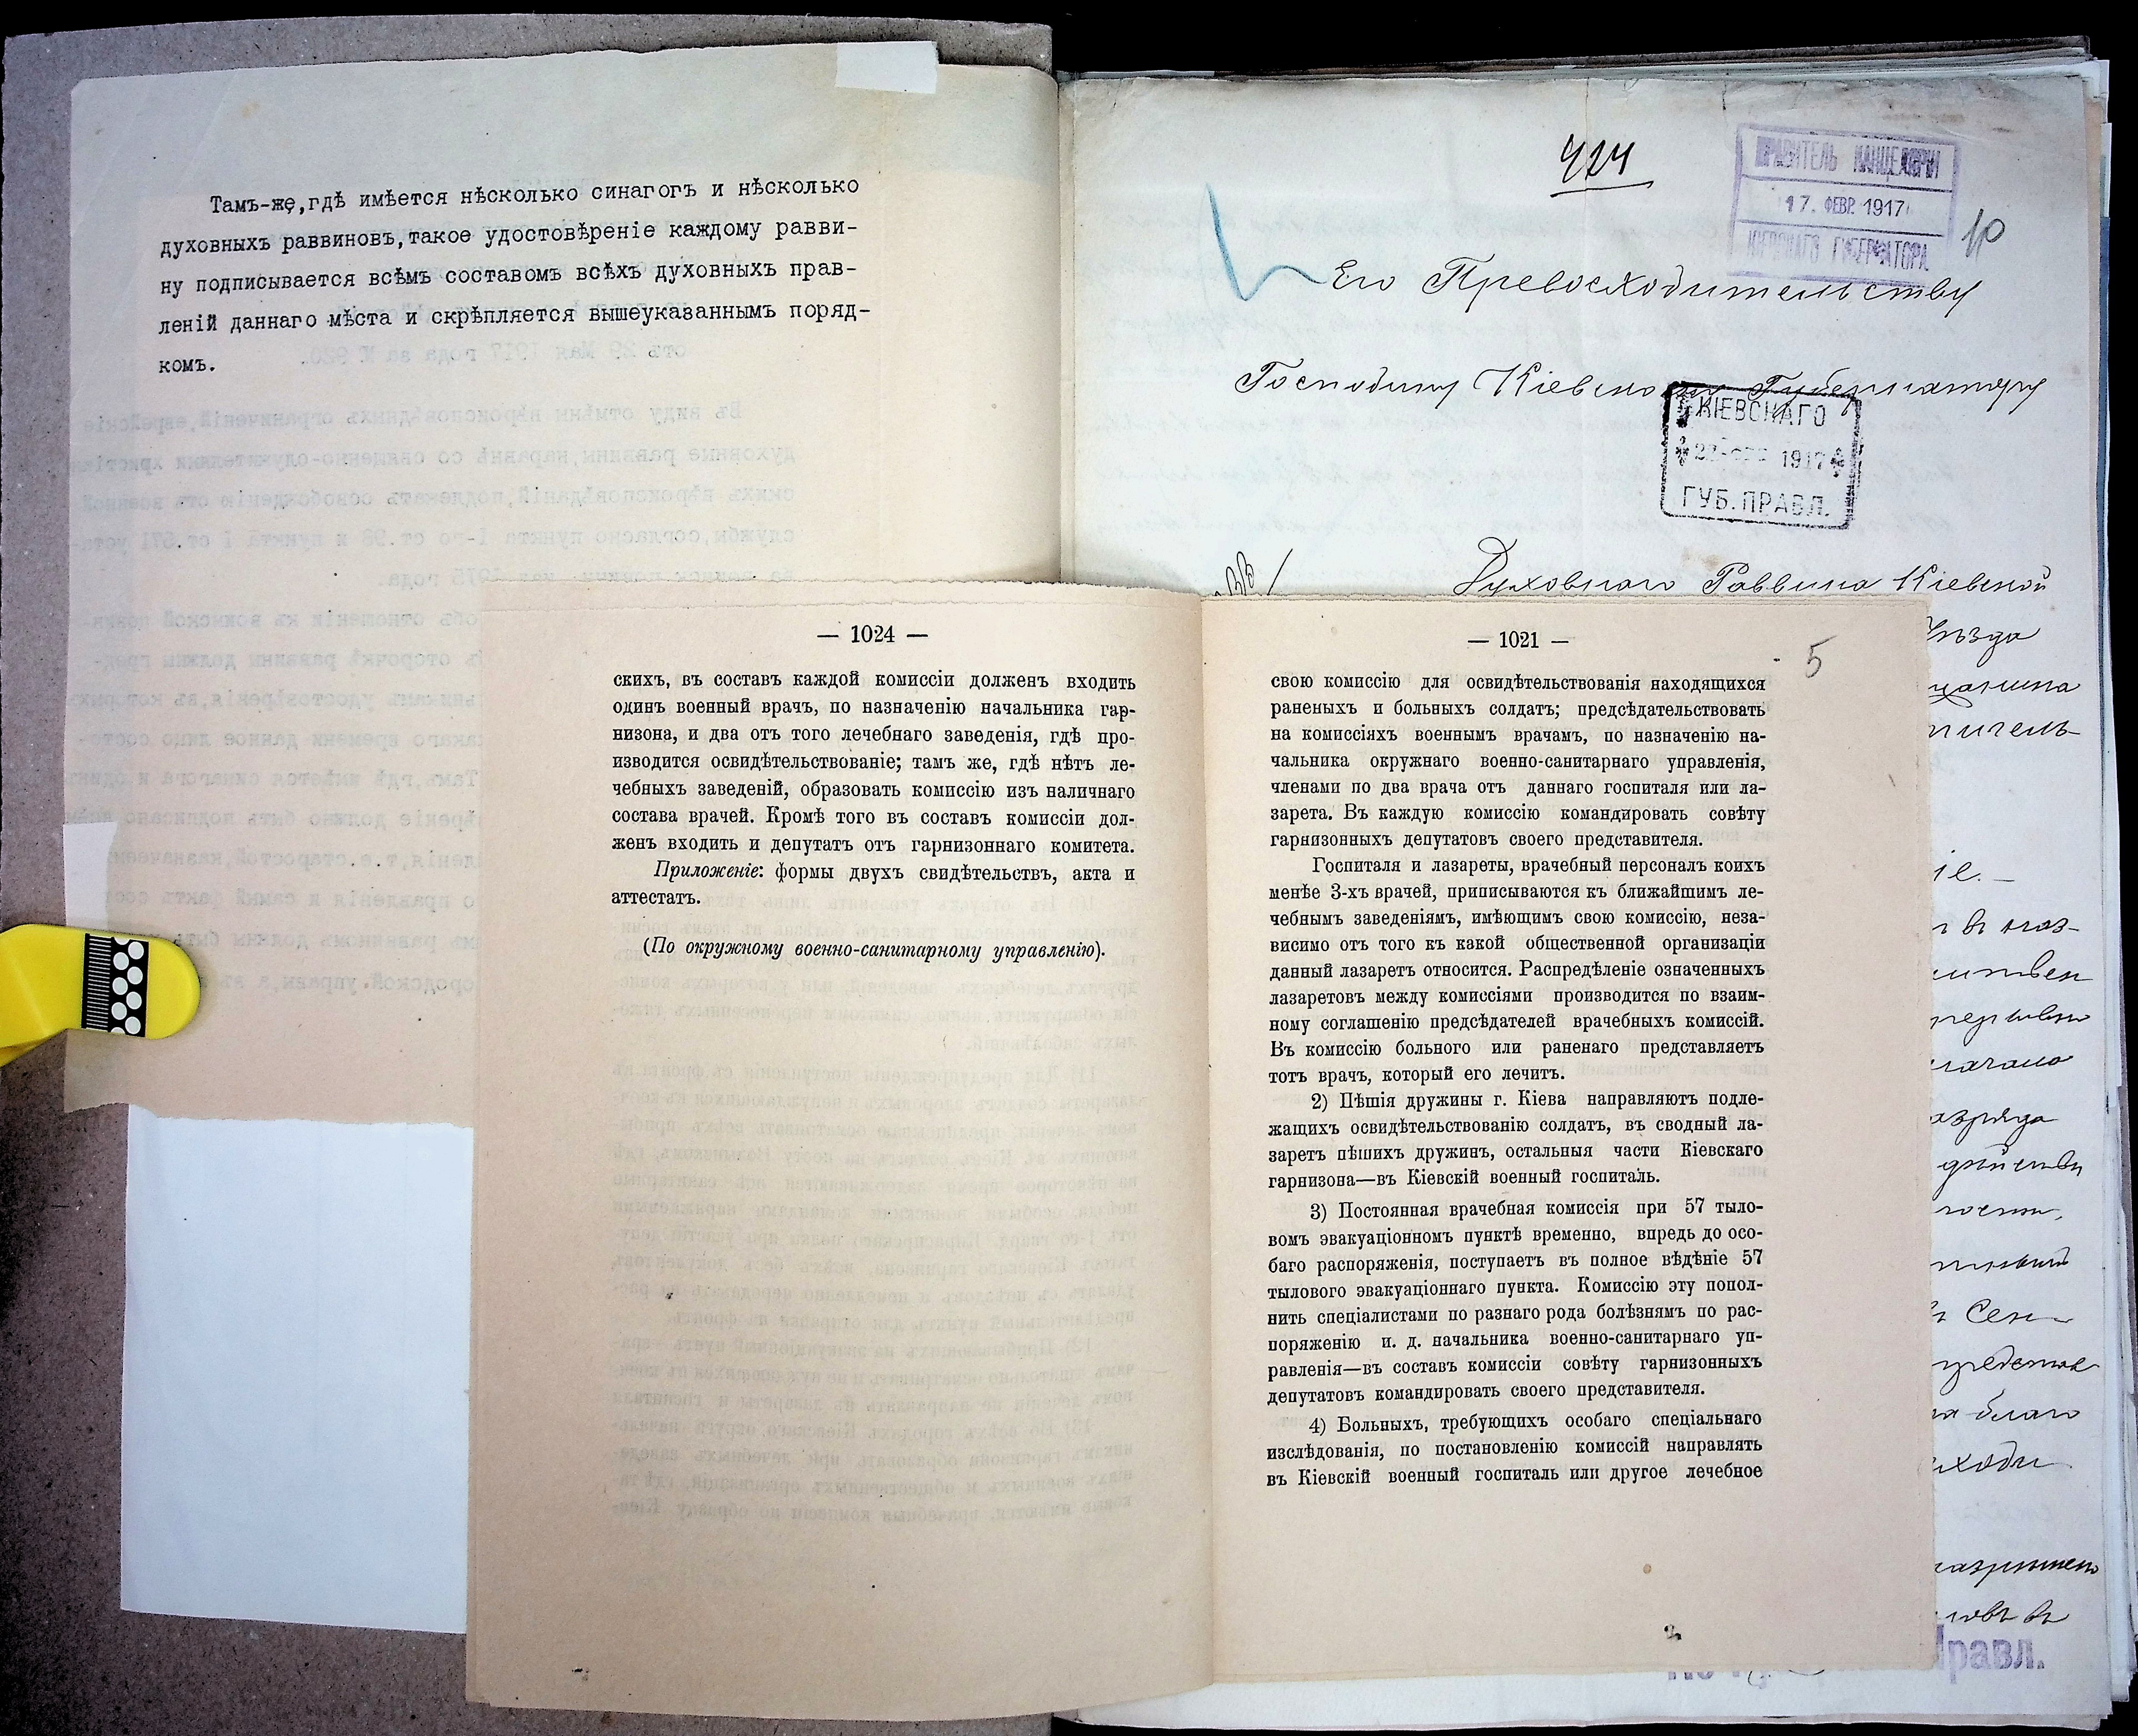 Тамъ-же,гдѣ имѣется нѣсколько синагогъ и нѣсколько
духовныхъ раввиновъ,такое удостовѣреніе каждому равви-
ну подписывается всѣмъ составомъ всѣхъ духовныхъ прав-
леній даннаго мѣста и скрѣпляется вышеуказаннымъ поряд-
комъ.
424
ПРАВИТЕЛЬ КАНЦЕЛЯРІИ
17. ФЕВР. 1917
КІЕВСКАГО ГУБЕРНАТОРА
10
Его Превосходительству
Господину Кіевскому Губернатору
КІЕВСКАГО
1917
ГУБ. ПРАВЛ.
Духовнаго Раввина Кіевской
уѣзда
— 1024 —
скихъ, въ составъ каждой комиссіи долженъ входить
одинъ военный врачъ, по назначенію начальника гар-
низона, и два отъ того лечебнаго заведенія, гдѣ про-
изводится освидѣтельствованіе; тамъ же, гдѣ нѣтъ ле-
чебныхъ заведеній, образовать комиссію изъ наличнаго
состава врачей. Кромѣ того въ составъ комиссіи дол-
женъ входить и депутатъ отъ гарнизоннаго комитета.
Приложеніе: формы двухъ свидѣтельствъ, акта и
аттестатъ.
(По окружному военно-санитарному управленію).
— 1021 —
5
свою комиссію для освидѣтельствованія находящихся
раненыхъ и больныхъ солдатъ; предсѣдательствовать
на комиссіяхъ военнымъ врачамъ, по назначенію на-
чальника окружнаго военно-санитарнаго управленія,
членами по два врача отъ даннаго госпиталя или ла-
зарета. Въ каждую комиссію командировать совѣту
гарнизонныхъ депутатовъ своего представителя.
Госпиталя и лазареты, врачебный персоналъ коихъ
менѣе 3-хъ врачей, приписываются къ ближайшимъ ле-
чебнымъ заведеніямъ, имѣющимъ свою комиссію, неза-
висимо отъ того къ какой общественной организаціи
данный лазаретъ относится. Распредѣленіе означенныхъ
лазаретовъ между комиссіями производится по взаим-
ному соглашенію предсѣдателей врачебныхъ комиссій.
Въ комиссію больного или раненаго представляетъ
тотъ врачъ, который его лечитъ.
2) Пѣшія дружины г. Кіева направляютъ подле-
жащихъ освидѣтельствованію солдатъ, въ сводный ла-
заретъ пѣшихъ дружинъ, остальныя части Кіевскаго
гарнизона—въ Кіевскій военный госпиталь.
3) Постоянная врачебная комиссія при 57 тыло-
вомъ эвакуаціонномъ пунктѣ временно, впредь до осо-
баго распоряженія, поступаетъ въ полное вѣдѣніе 57
тылового эвакуаціоннаго пункта. Комиссію эту попол-
нить спеціалистами по разнаго рода болѣзнямъ по рас-
поряженію и. д. начальника военно-санитарнаго уп-
равленія—въ составъ комиссіи совѣту гарнизонныхъ
депутатовъ командировать своего представителя.
4) Больныхъ, требующихъ особаго спеціальнаго
изслѣдованія, по постановленію комиссій направлять
въ Кіевскій военный госпиталь или другое лечебное
Правл.